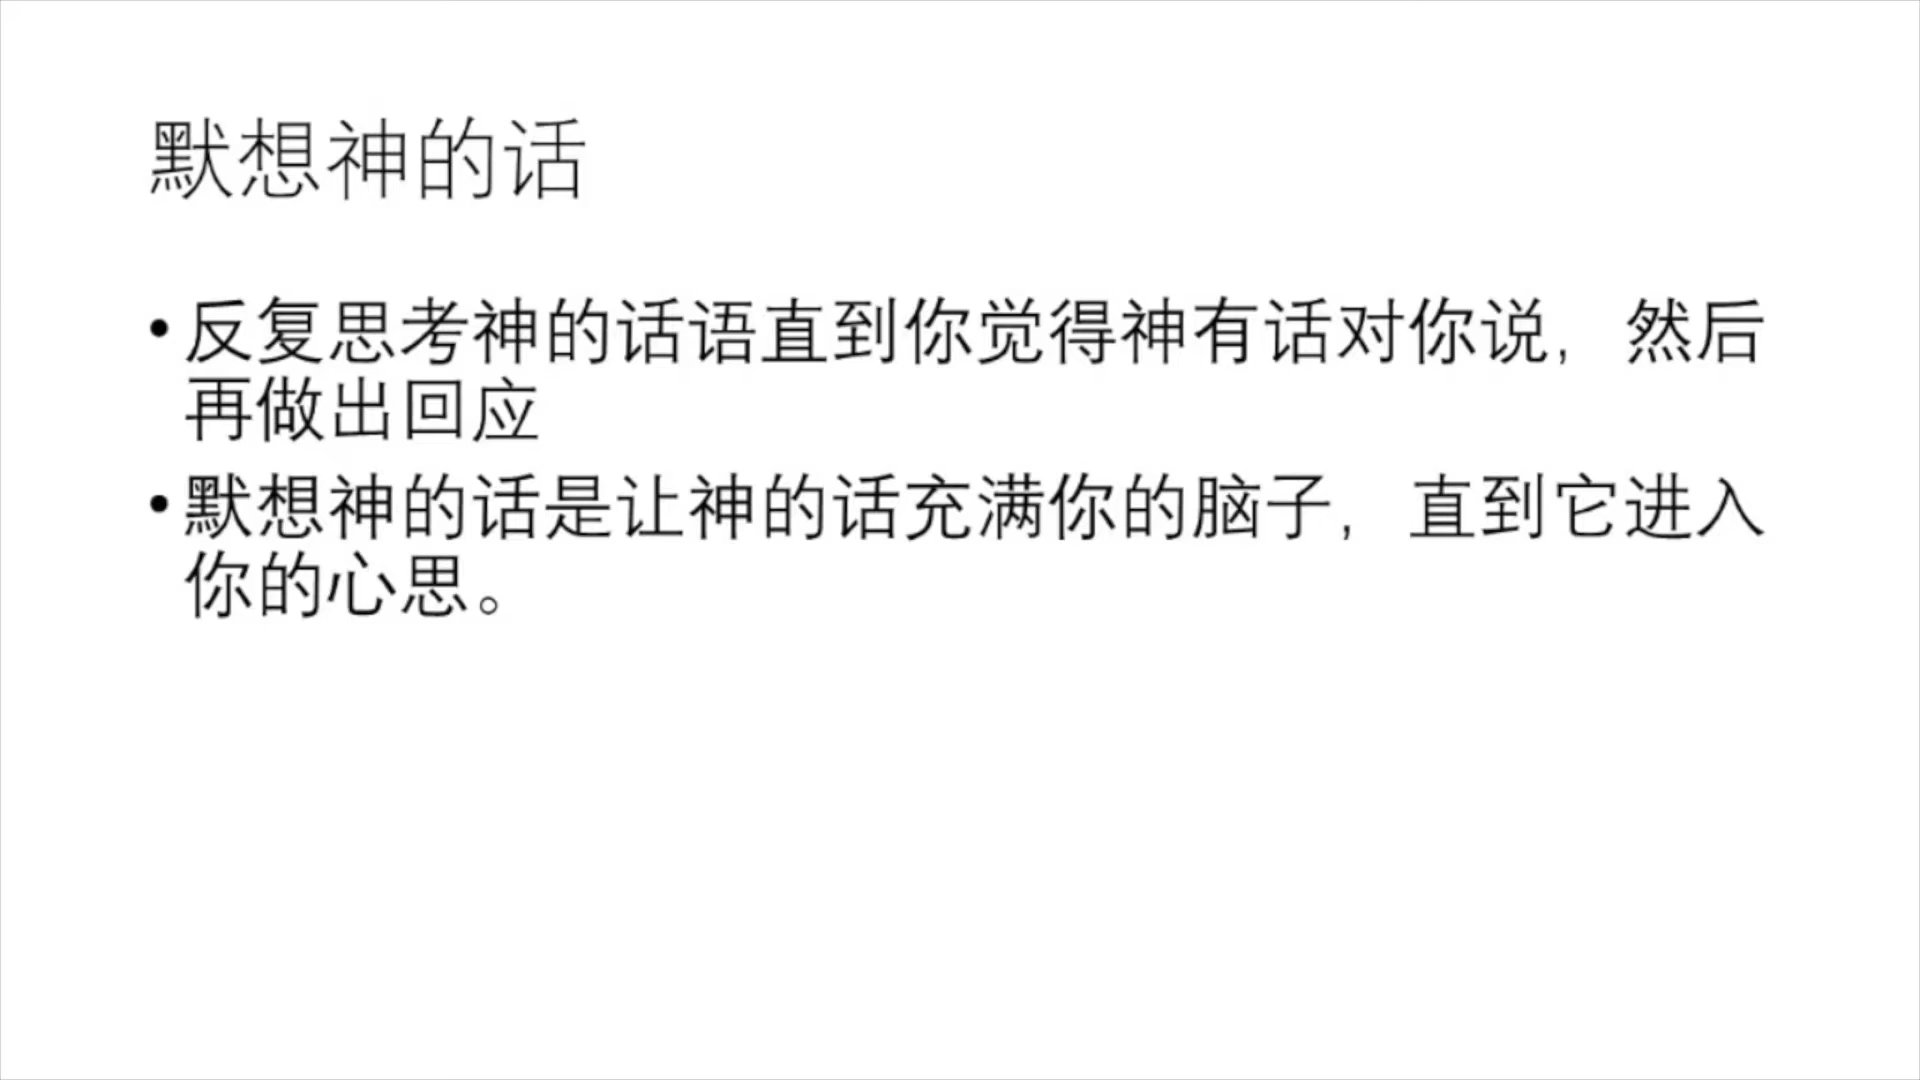 默想神的话
•反复思考神的话语直到你觉得神有话对你说，然后
再做出回应
•默想神的话是让神的话充满你的脑子，直到它进入
你的心思。